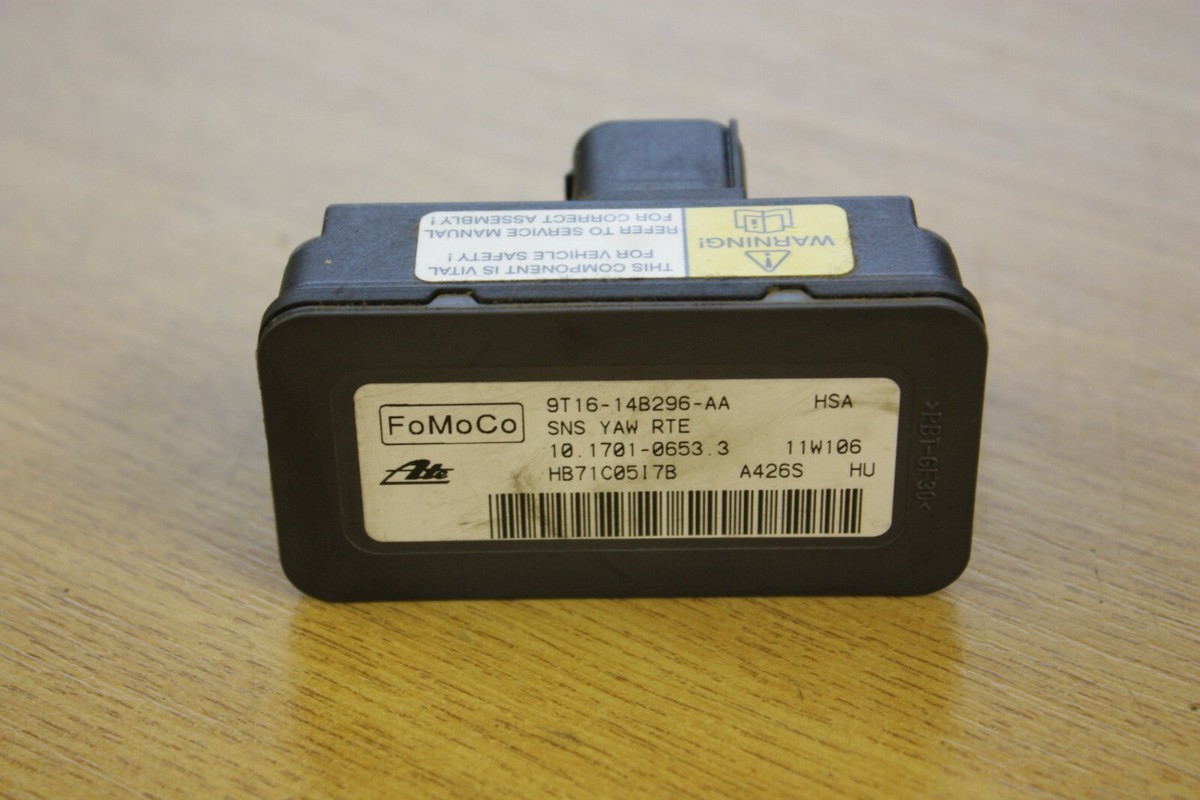 WARNING!
THIS COMPONENT IS VITAL
FOR VEHICLE SAFETY!
REFER TO SERVICE MANUAL
FOR CORRECT ASSEMBLY!
FoMoCo
Ate
9T16-14B296-AA HSA
SNS YAW RTE
10.1701-0653.3 11W106
HB71C05I7B A426S HU
>PBT-GF30<